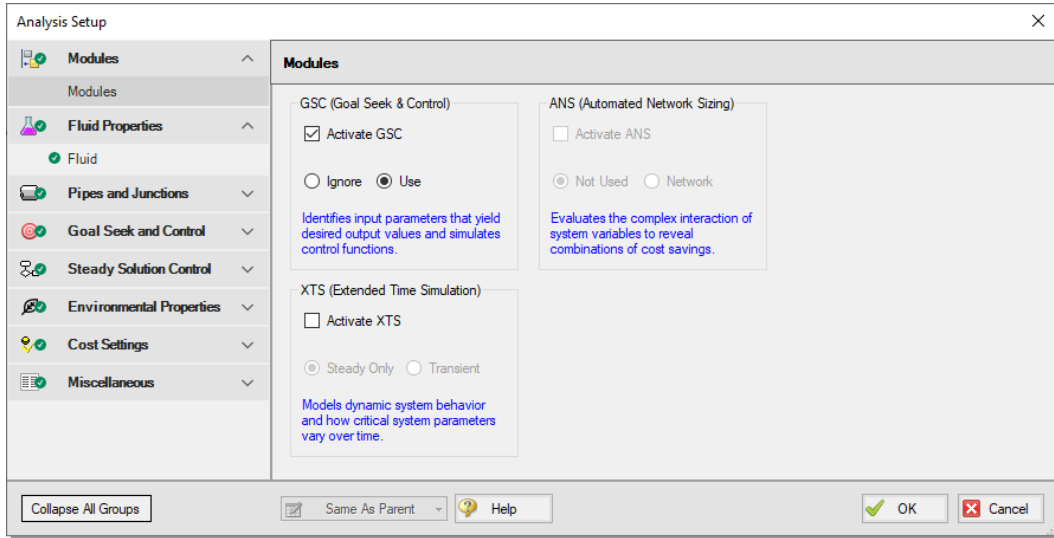 Analysis Setup
Modules
Modules
Fluid Properties
Fluid
Pipes and Junctions
Goal Seek and Control
Steady Solution Control
Environmental Properties
Cost Settings
Miscellaneous
Modules
GSC (Goal Seek & Control)
Activate GSC
Ignore Use
Identifies input parameters that yield
desired output values and simulates
control functions.
ANS (Automated Network Sizing)
Activate ANS
Not Used Network
Evaluates the complex interaction of
system variables to reveal
combinations of cost savings.
XTS (Extended Time Simulation)
Activate XTS
Steady Only Transient
Models dynamic system behavior
and how critical system parameters
vary over time.
Collapse All Groups
Same As Parent
Help
OK
Cancel